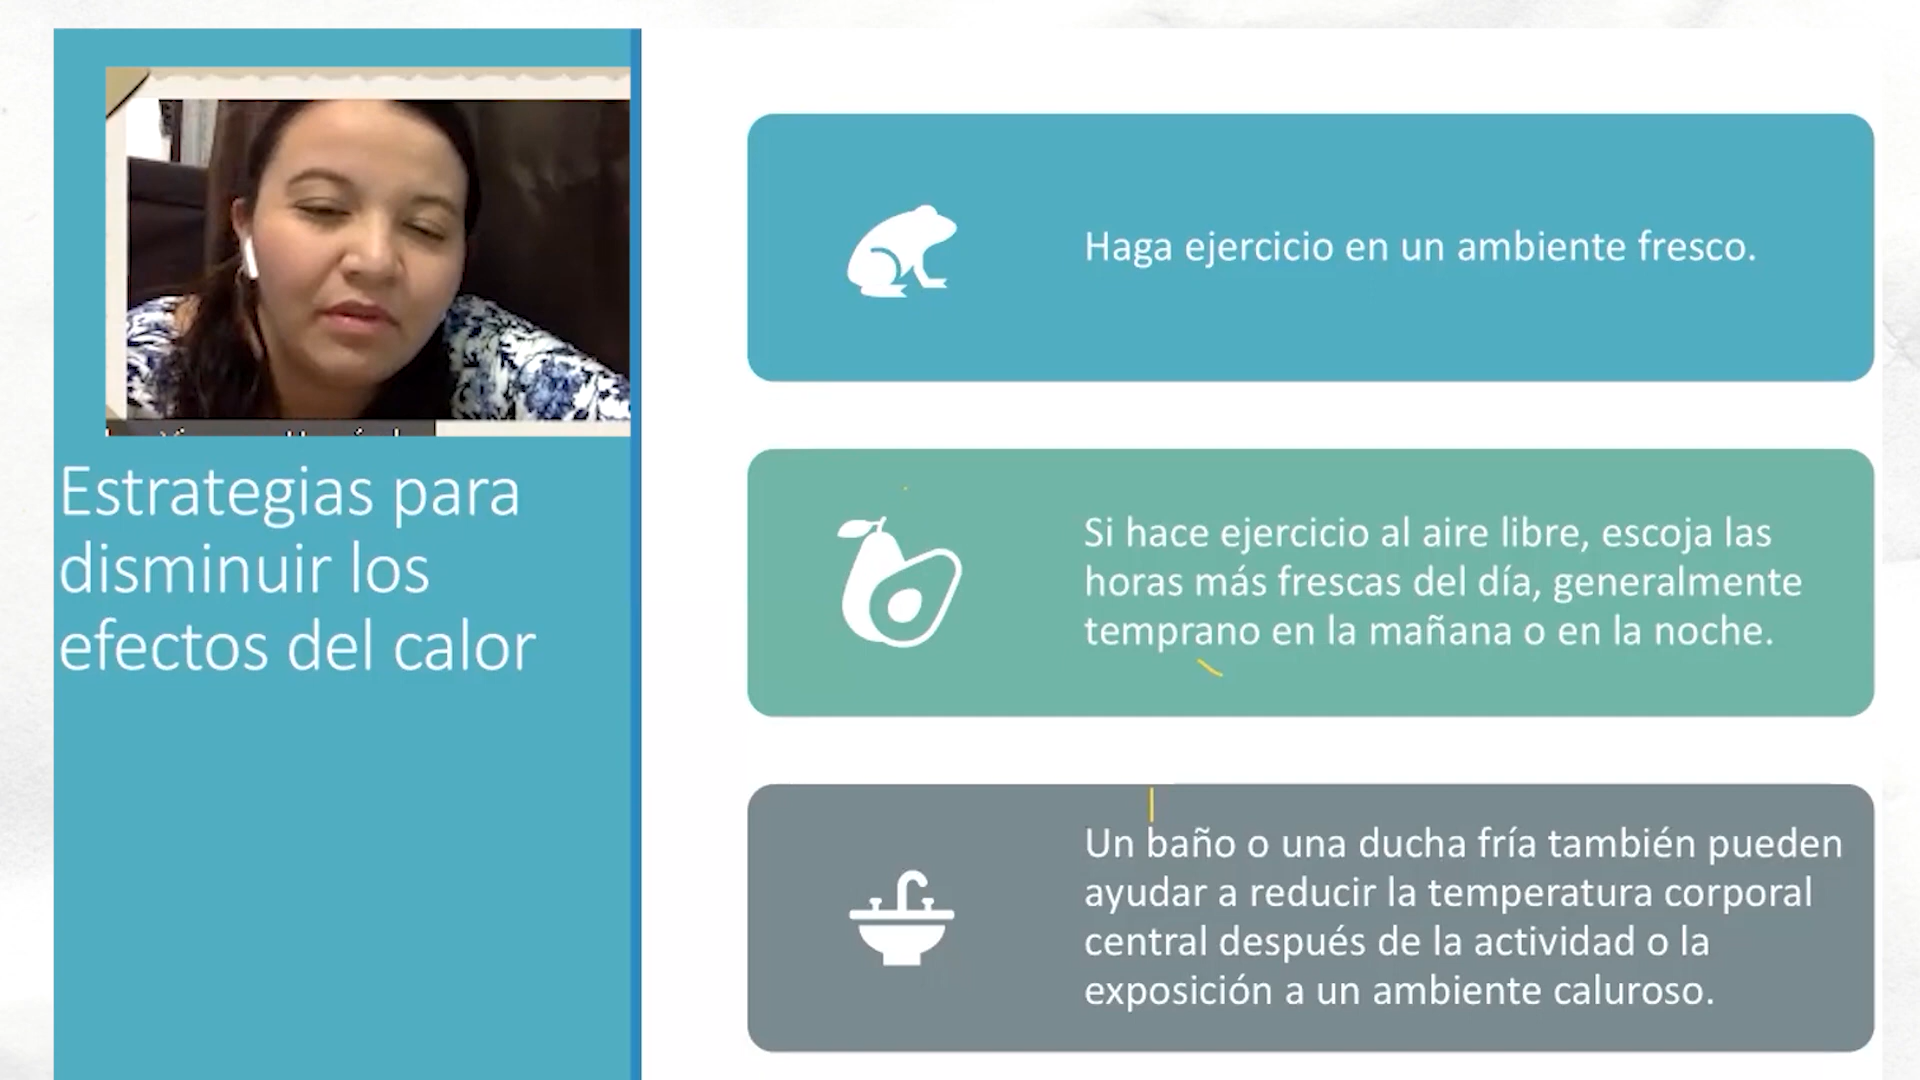 Estrategias para
disminuir los
efectos del calor
Haga ejercicio en un ambiente fresco.
Si hace ejercicio al aire libre, escoja las
horas más frescas del día, generalmente
temprano en la mañana o en la noche.
Un baño o una ducha fría también pueden
ayudar a reducir la temperatura corporal
central después de la actividad o la
exposición a un ambiente caluroso.